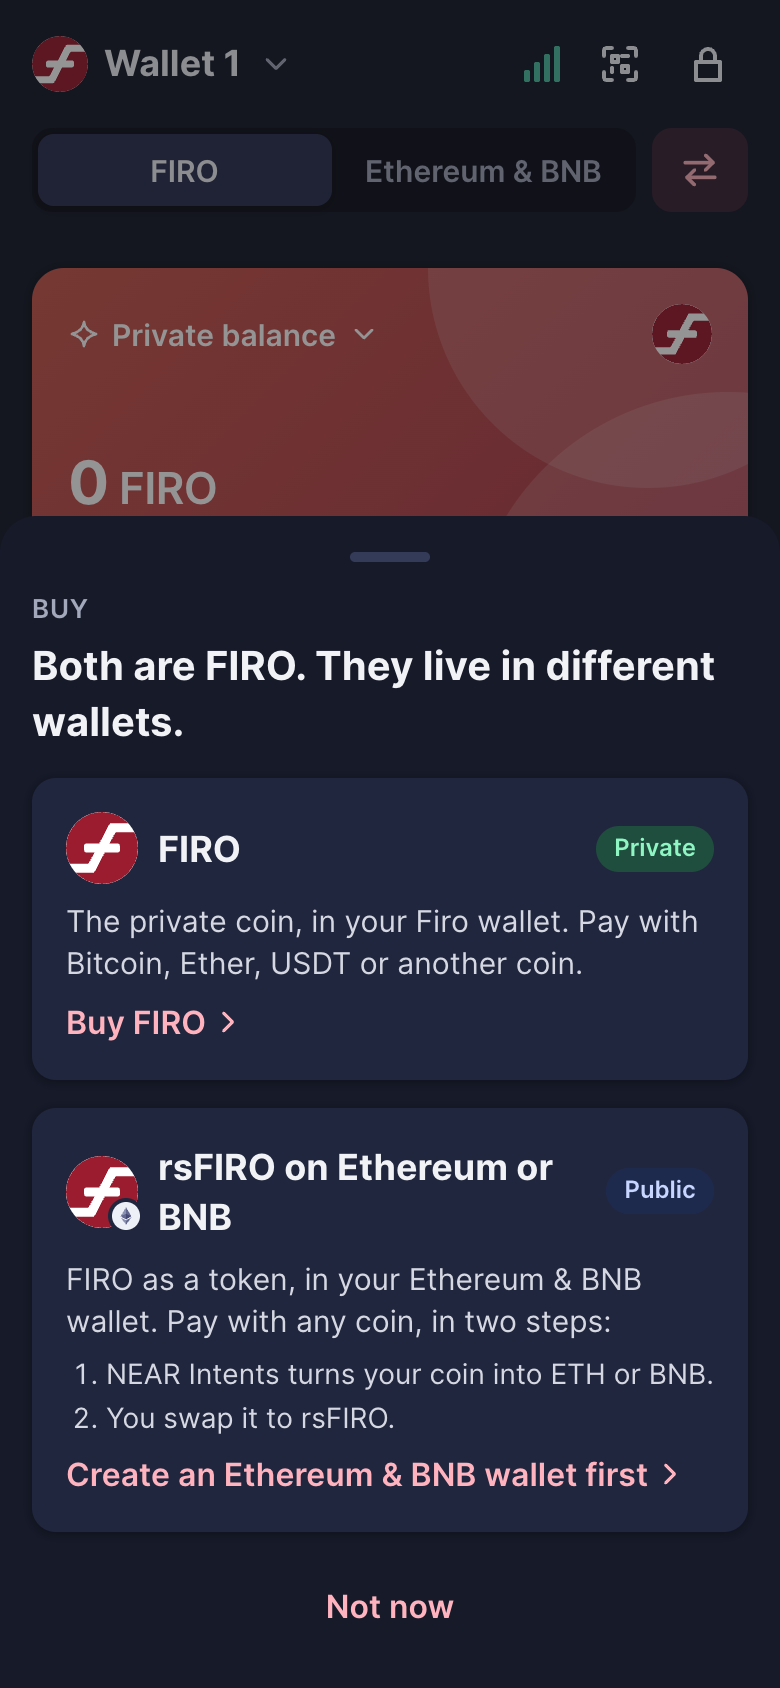 Wallet 1
FIRO
Ethereum & BNB
Private balance
0 FIRO
BUY
Both are FIRO. They live in different
wallets.
FIRO
Private
The private coin, in your Firo wallet. Pay with
Bitcoin, Ether, USDT or another coin.
Buy FIRO
rsFIRO on Ethereum or
BNB
Public
FIRO as a token, in your Ethereum & BNB
wallet. Pay with any coin, in two steps:
1. NEAR Intents turns your coin into ETH or BNB.
2. You swap it to rsFIRO.
Create an Ethereum & BNB wallet first
Not now